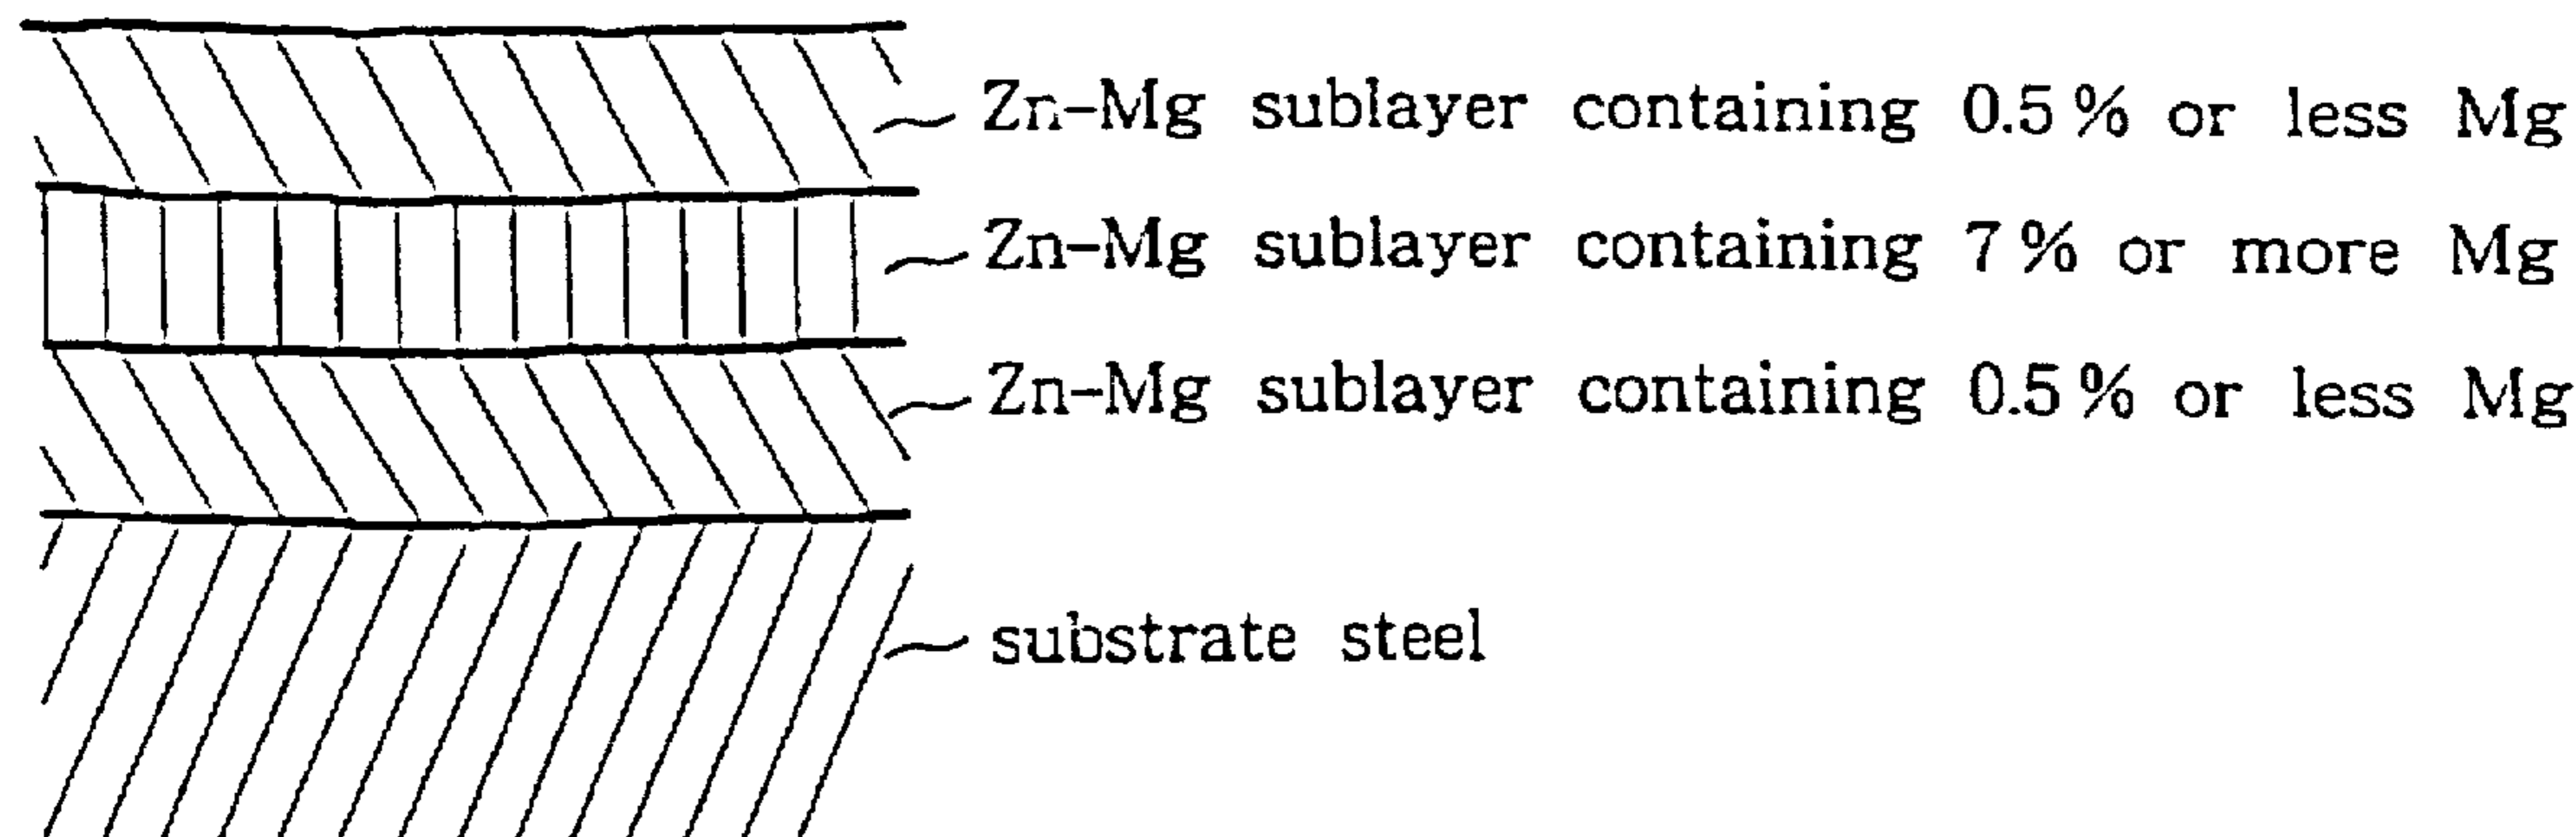 Zn-Mg sublayer containing 0.5% or less Mg
Zn-Mg sublayer containing 7% or more Mg
Zn-Mg sublayer containing 0.5% or less Mg
substrate steel